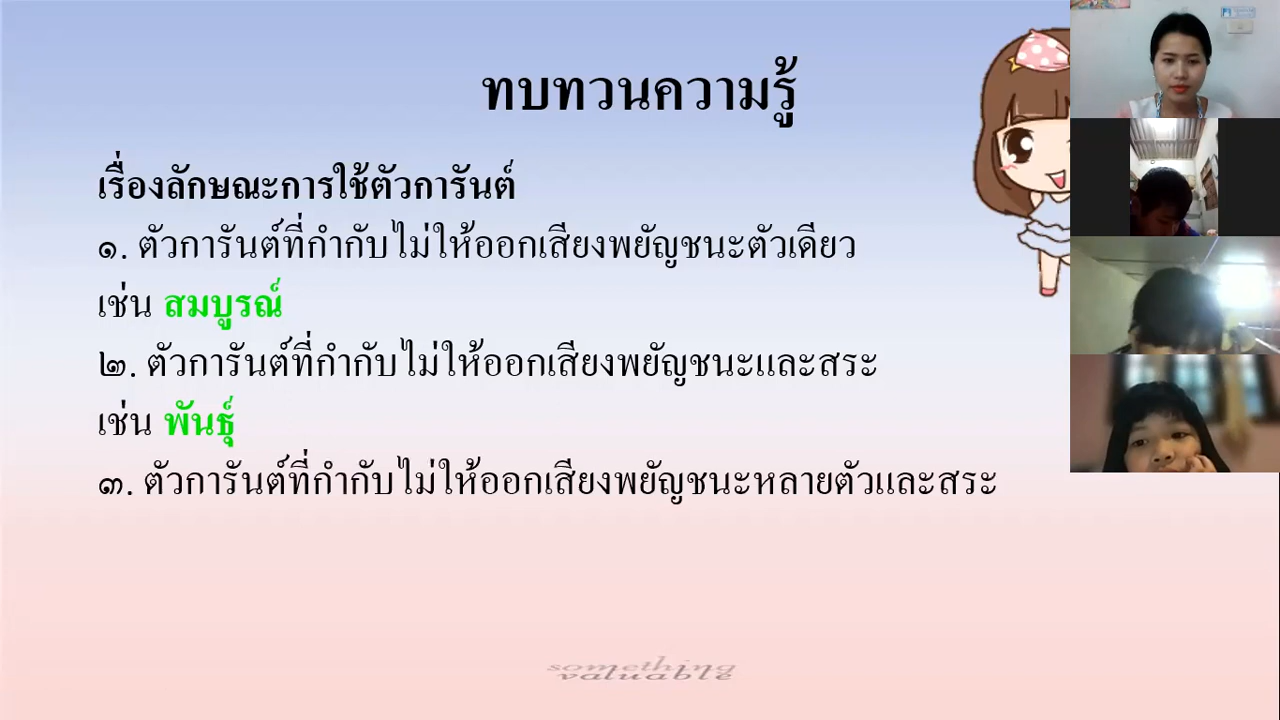 ทบทวนความรู้
เรื่องลักษณะการใช้ตัวการันต์
๑. ตัวการันต์ที่กำกับไม่ให้ออกเสียงพยัญชนะตัวเดียว
เช่น สมบูรณ์
๒. ตัวการันต์ที่กำกับไม่ให้ออกเสียงพยัญชนะและสระ
เช่น พันธุ์
๓. ตัวการันต์ที่กำกับไม่ให้ออกเสียงพยัญชนะหลายตัวและสระ
something
valuable